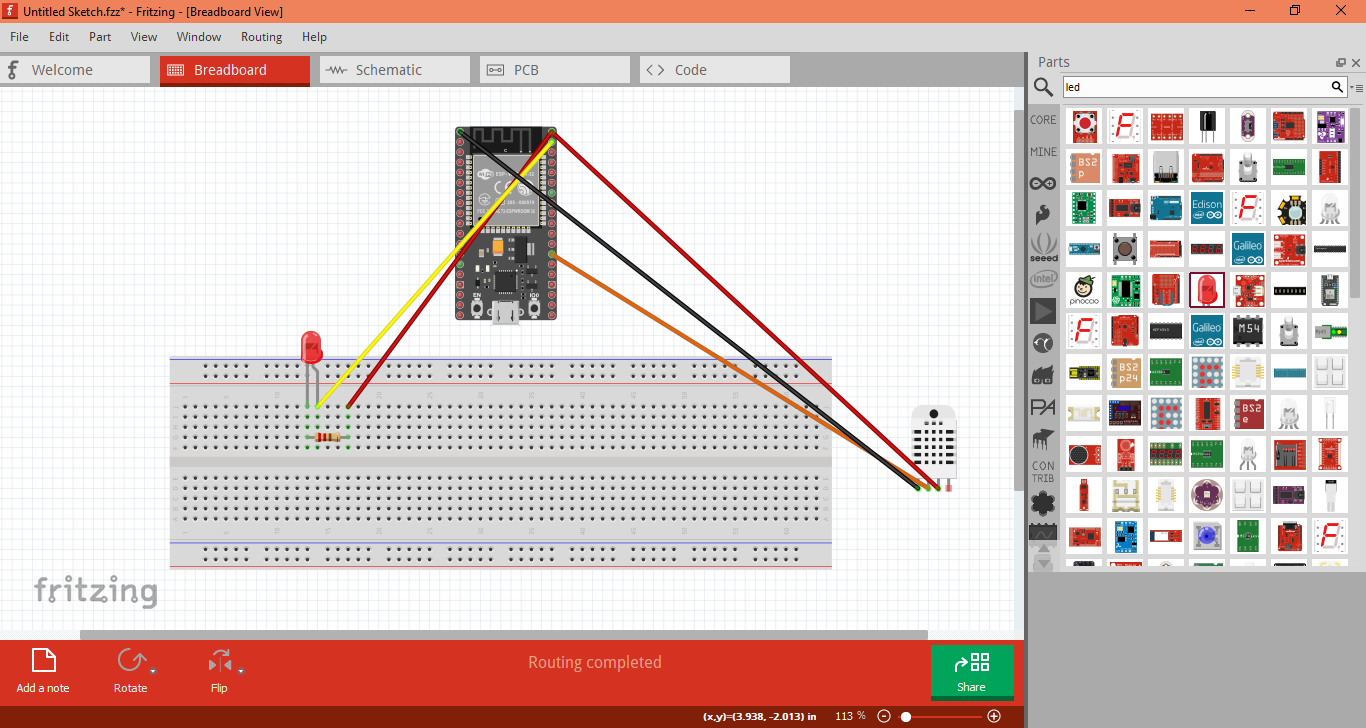 Untitled Sketch.fzz* - Fritzing - [Breadboard View]
File Edit Part View Window Routing Help
Welcome
Breadboard
Schematic
PCB
Code
Parts
led
CORE
MINE
seeed
intel
PA
CON
TRIB
BS2
P
Edison
Galileo
pinoccio
Galileo
M54
BS2
p24
BS2
e
EN
IO0
fritzing
Routing completed
Add a note
Rotate
Flip
Share
(x,y)=(3.938, -2.013) in
113 %